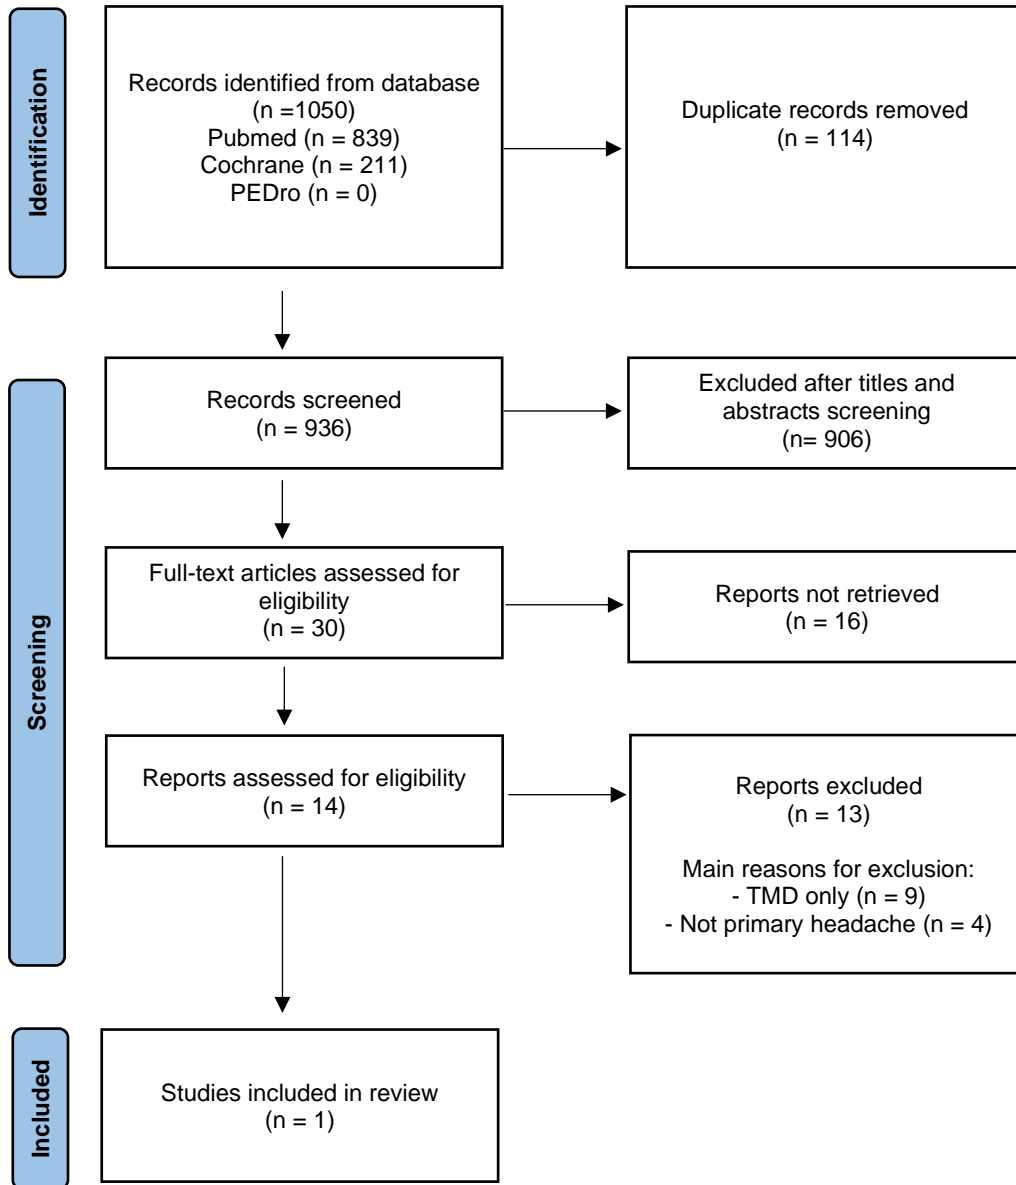 Identification
Records identified from database
(n =1050)
Pubmed (n = 839)
Cochrane (n = 211)
PEDro (n = 0)
Duplicate records removed
(n = 114)
Screening
Records screened
(n = 936)
Excluded after titles and
abstracts screening
(n= 906)
Full-text articles assessed for
eligibility
(n = 30)
Reports not retrieved
(n = 16)
Reports assessed for eligibility
(n = 14)
Reports excluded
(n = 13)
Main reasons for exclusion:
- TMD only (n = 9)
- Not primary headache (n = 4)
Included
Studies included in review
(n = 1)